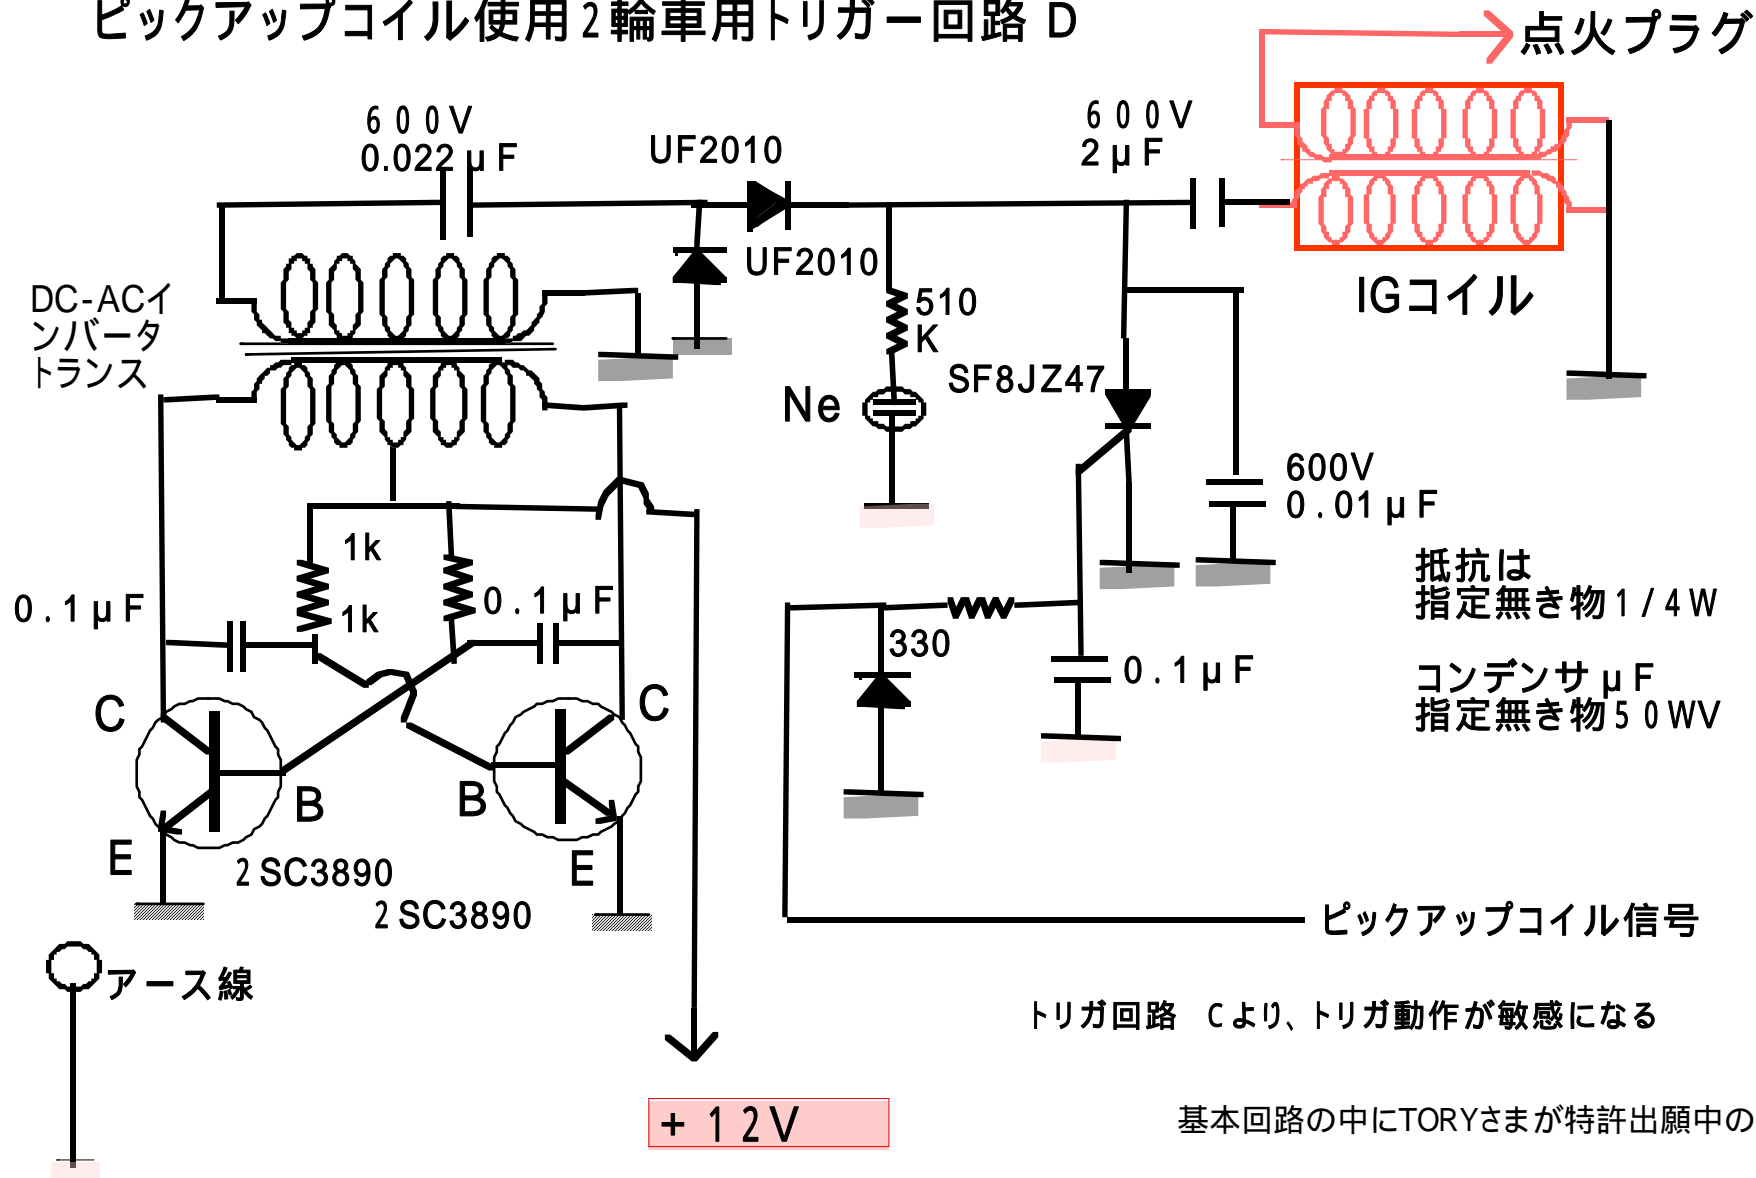 ピックアップコイル使用2輪車用トリガー回路 D
点火プラグ
600V
0.022μF
UF2010
600V
2μF
UF2010
IGコイル
DC-ACイ
ンバータ
トランス
510
K
SF8JZ47
Ne
600V
0.01μF
1k
0.1μF
1k
0.1μF
抵抗は
指定無き物1/4W
330
0.1μF
コンデンサμF
指定無き物50WV
C
C
B
B
E
E
2SC3890
2SC3890
ピックアップコイル信号
アース線
トリガ回路 Cより、トリガ動作が敏感になる
+12V
基本回路の中にTORYさまが特許出願中の